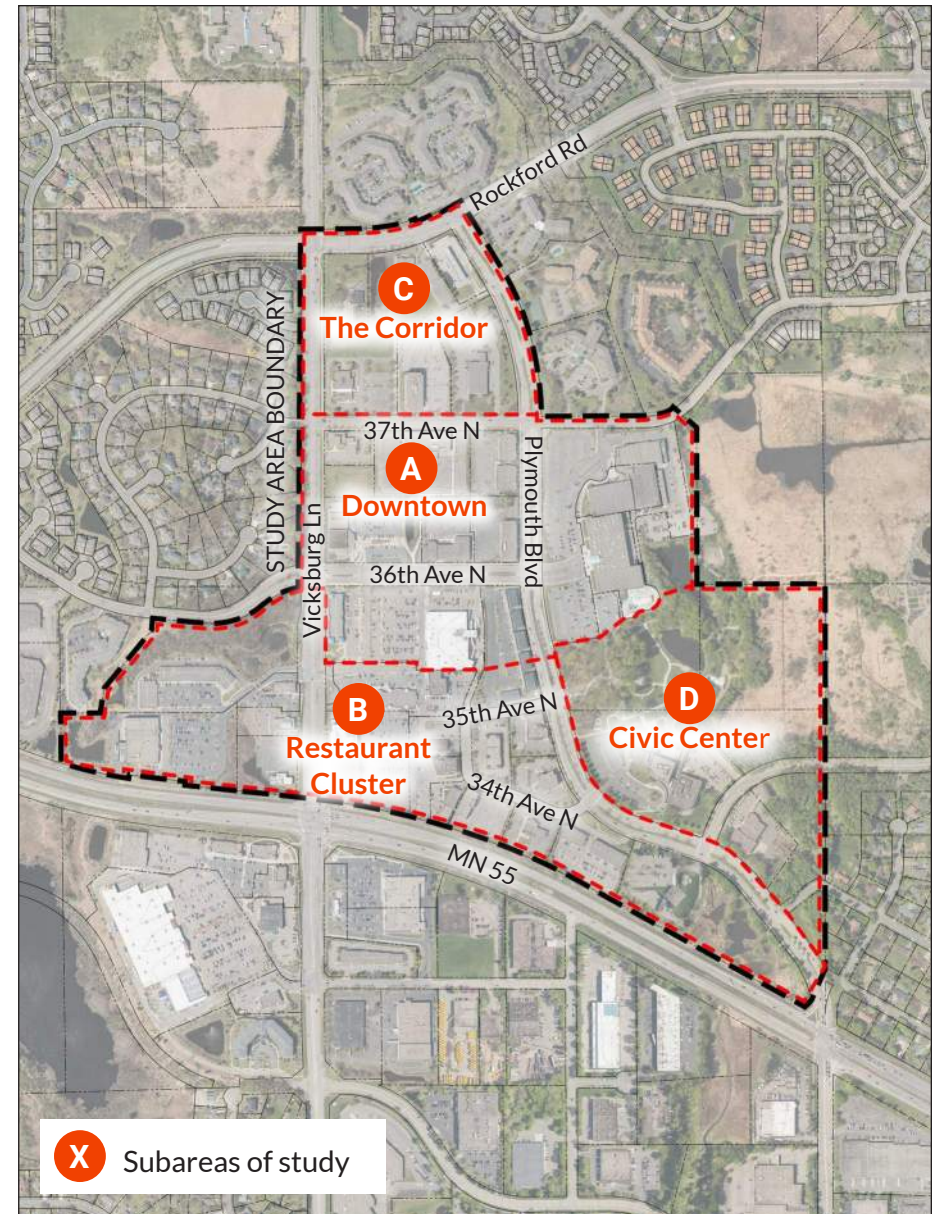 Rockford Rd
C
The Corridor
STUDY AREA BOUNDARY
37th Ave N
A
Downtown
Plymouth Blvd
Vicksburg Ln
36th Ave N
B
Restaurant
Cluster
35th Ave N
D
Civic Center
34th Ave N
MN 55
X Subareas of study